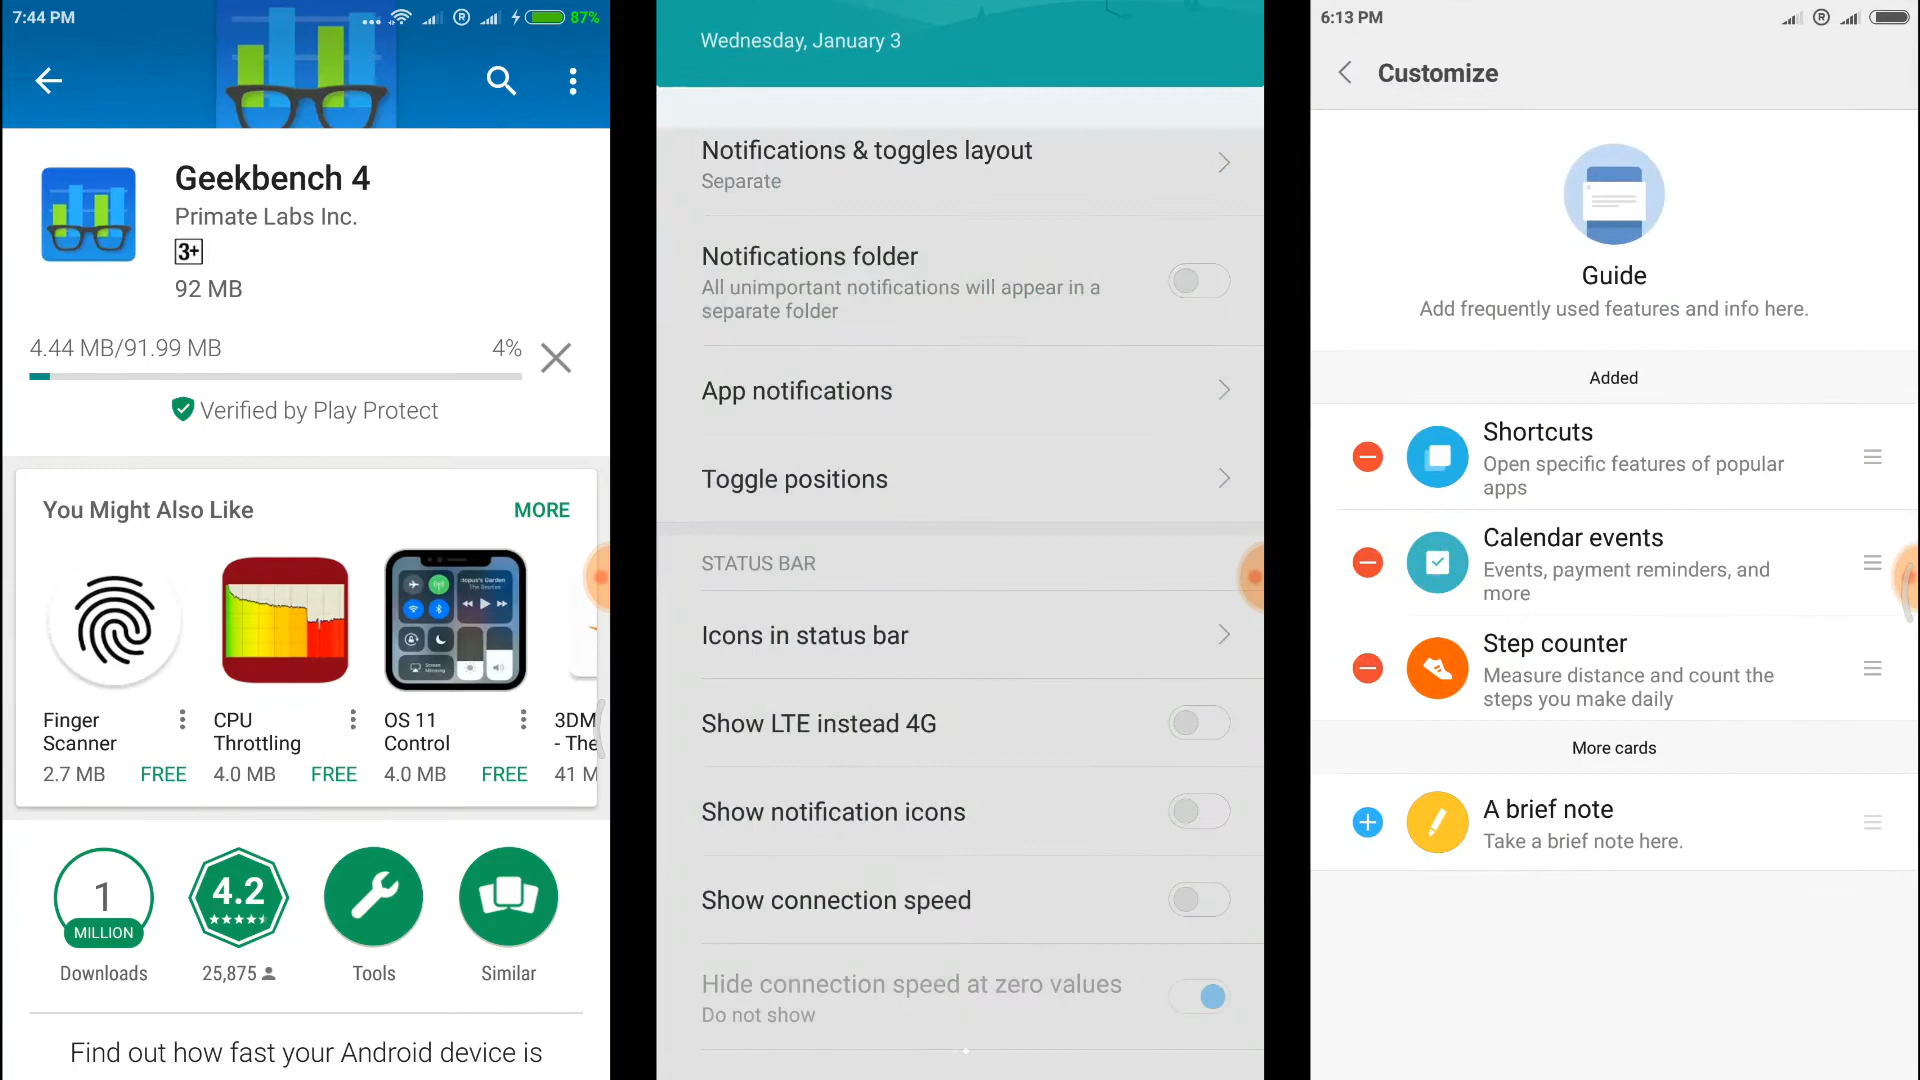 7:44 PM
87%
Geekbench 4
Primate Labs Inc.
3+
92 MB
4.44 MB/91.99 MB
4%
Verified by Play Protect
You Might Also Like
MORE
Finger
Scanner
2.7 MB FREE
CPU
Throttling
4.0 MB FREE
OS 11
Control
4.0 MB FREE
3DM
- The
41 M
1
MILLION
Downloads
4.2
25,875
Tools
Similar
Find out how fast your Android device is
Wednesday, January 3
Notifications & toggles layout
Separate
Notifications folder
All unimportant notifications will appear in a
separate folder
App notifications
Toggle positions
STATUS BAR
Icons in status bar
Show LTE instead 4G
Show notification icons
Show connection speed
Hide connection speed at zero values
Do not show
6:13 PM
Customize
Guide
Add frequently used features and info here.
Added
Shortcuts
Open specific features of popular
apps
Calendar events
Events, payment reminders, and
more
Step counter
Measure distance and count the
steps you make daily
More cards
A brief note
Take a brief note here.